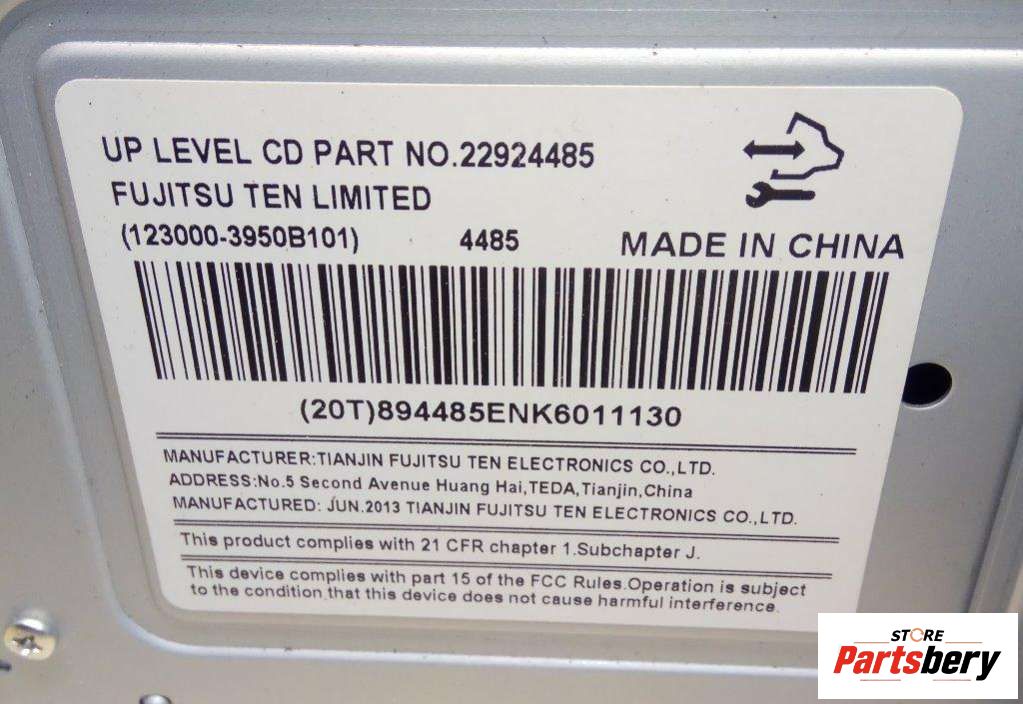 UP LEVEL CD PART NO.22924485
FUJITSU TEN LIMITED
(123000-3950B101) 4485 MADE IN CHINA
(20T)894485ENK6011130
MANUFACTURER:TIANJIN FUJITSU TEN ELECTRONICS CO.,LTD.
ADDRESS:No.5 Second Avenue Huang Hai,TEDA,Tianjin,China
MANUFACTURED: JUN.2013 TIANJIN FUJITSU TEN ELECTRONICS CO.,LTD.
This product complies with 21 CFR chapter 1.Subchapter J.
This device complies with part 15 of the FCC Rules.Operation is subject
to the condition that this device does not cause harmful interference.
STORE
Partsbery